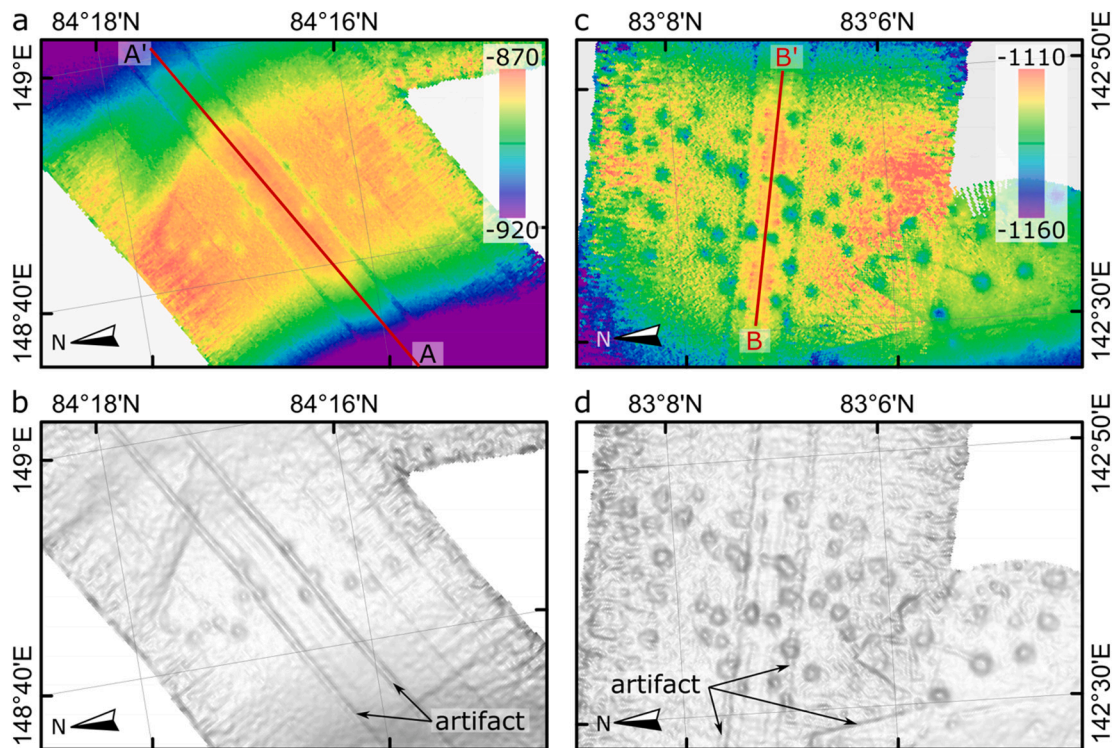 a
84°18'N
84°16'N
149°E
148°40'E
A'
A
-870
-920
N
c
83°8'N
83°6'N
142°50'E
142°30'E
B'
B
-1110
-1160
N
b
84°18'N
84°16'N
149°E
148°40'E
artifact
N
d
83°8'N
83°6'N
142°50'E
142°30'E
artifact
N